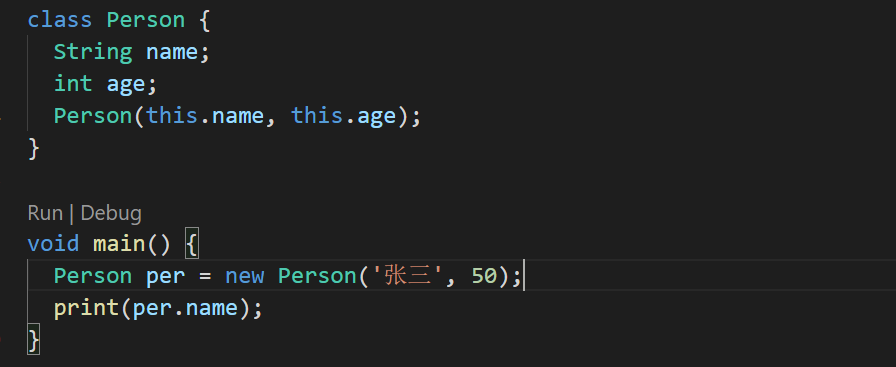 class Person {
  String name;
  int age;
  Person(this.name, this.age);
}
Run | Debug
void main() {
  Person per = new Person('张三', 50);
  print(per.name);
}